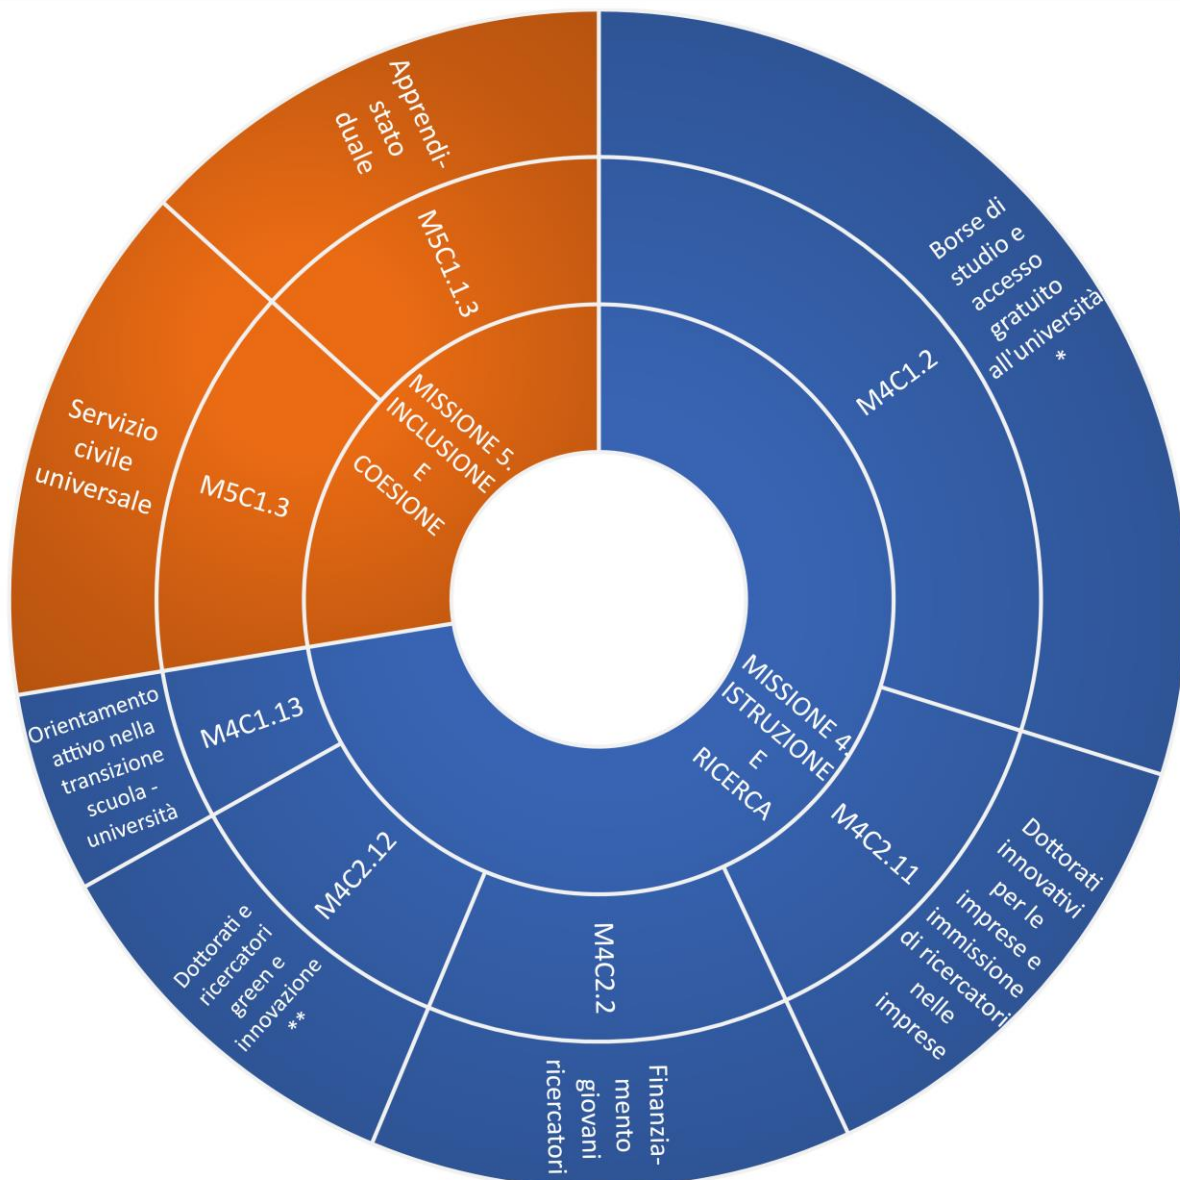 MISSIONE 4.
ISTRUZIONE
E
RICERCA
M4C1.2
Borse di
studio e
accesso
gratuito
all'università
*
M4C2.11
Dottorati
innovativi
per le
imprese e
immissione
di ricercatori
nelle
imprese
M4C2.2
Finanzia-
mento
giovani
ricercatori
M4C2.12
Dottorati e
ricercatori
green e
innovazione
**
M4C1.13
Orientamento
attivo nella
transizione
scuola -
università
MISSIONE 5.
INCLUSIONE
E
COESIONE
M5C1.3
Servizio
civile
universale
M5C1.1.3
Apprendi-
stato
duale